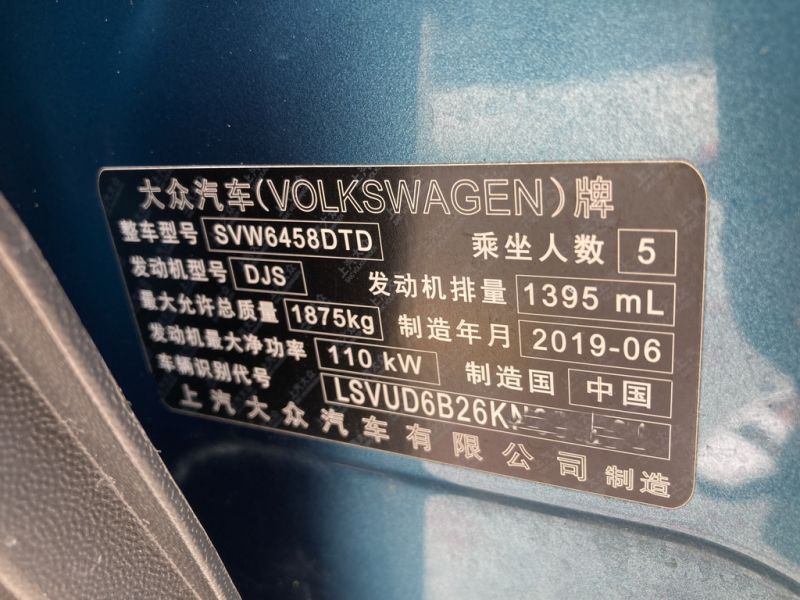 大众汽车(VOLKSWAGEN)牌
整车型号 SVW6458DTD 乘坐人数 5
发动机型号 DJS 发动机排量 1395 mL
最大允许总质量 1875kg 制造年月 2019-06
发动机最大净功率 110 kW 制造国 中国
车辆识别代号 LSVUD6B26KN
上汽大众汽车有限公司制造